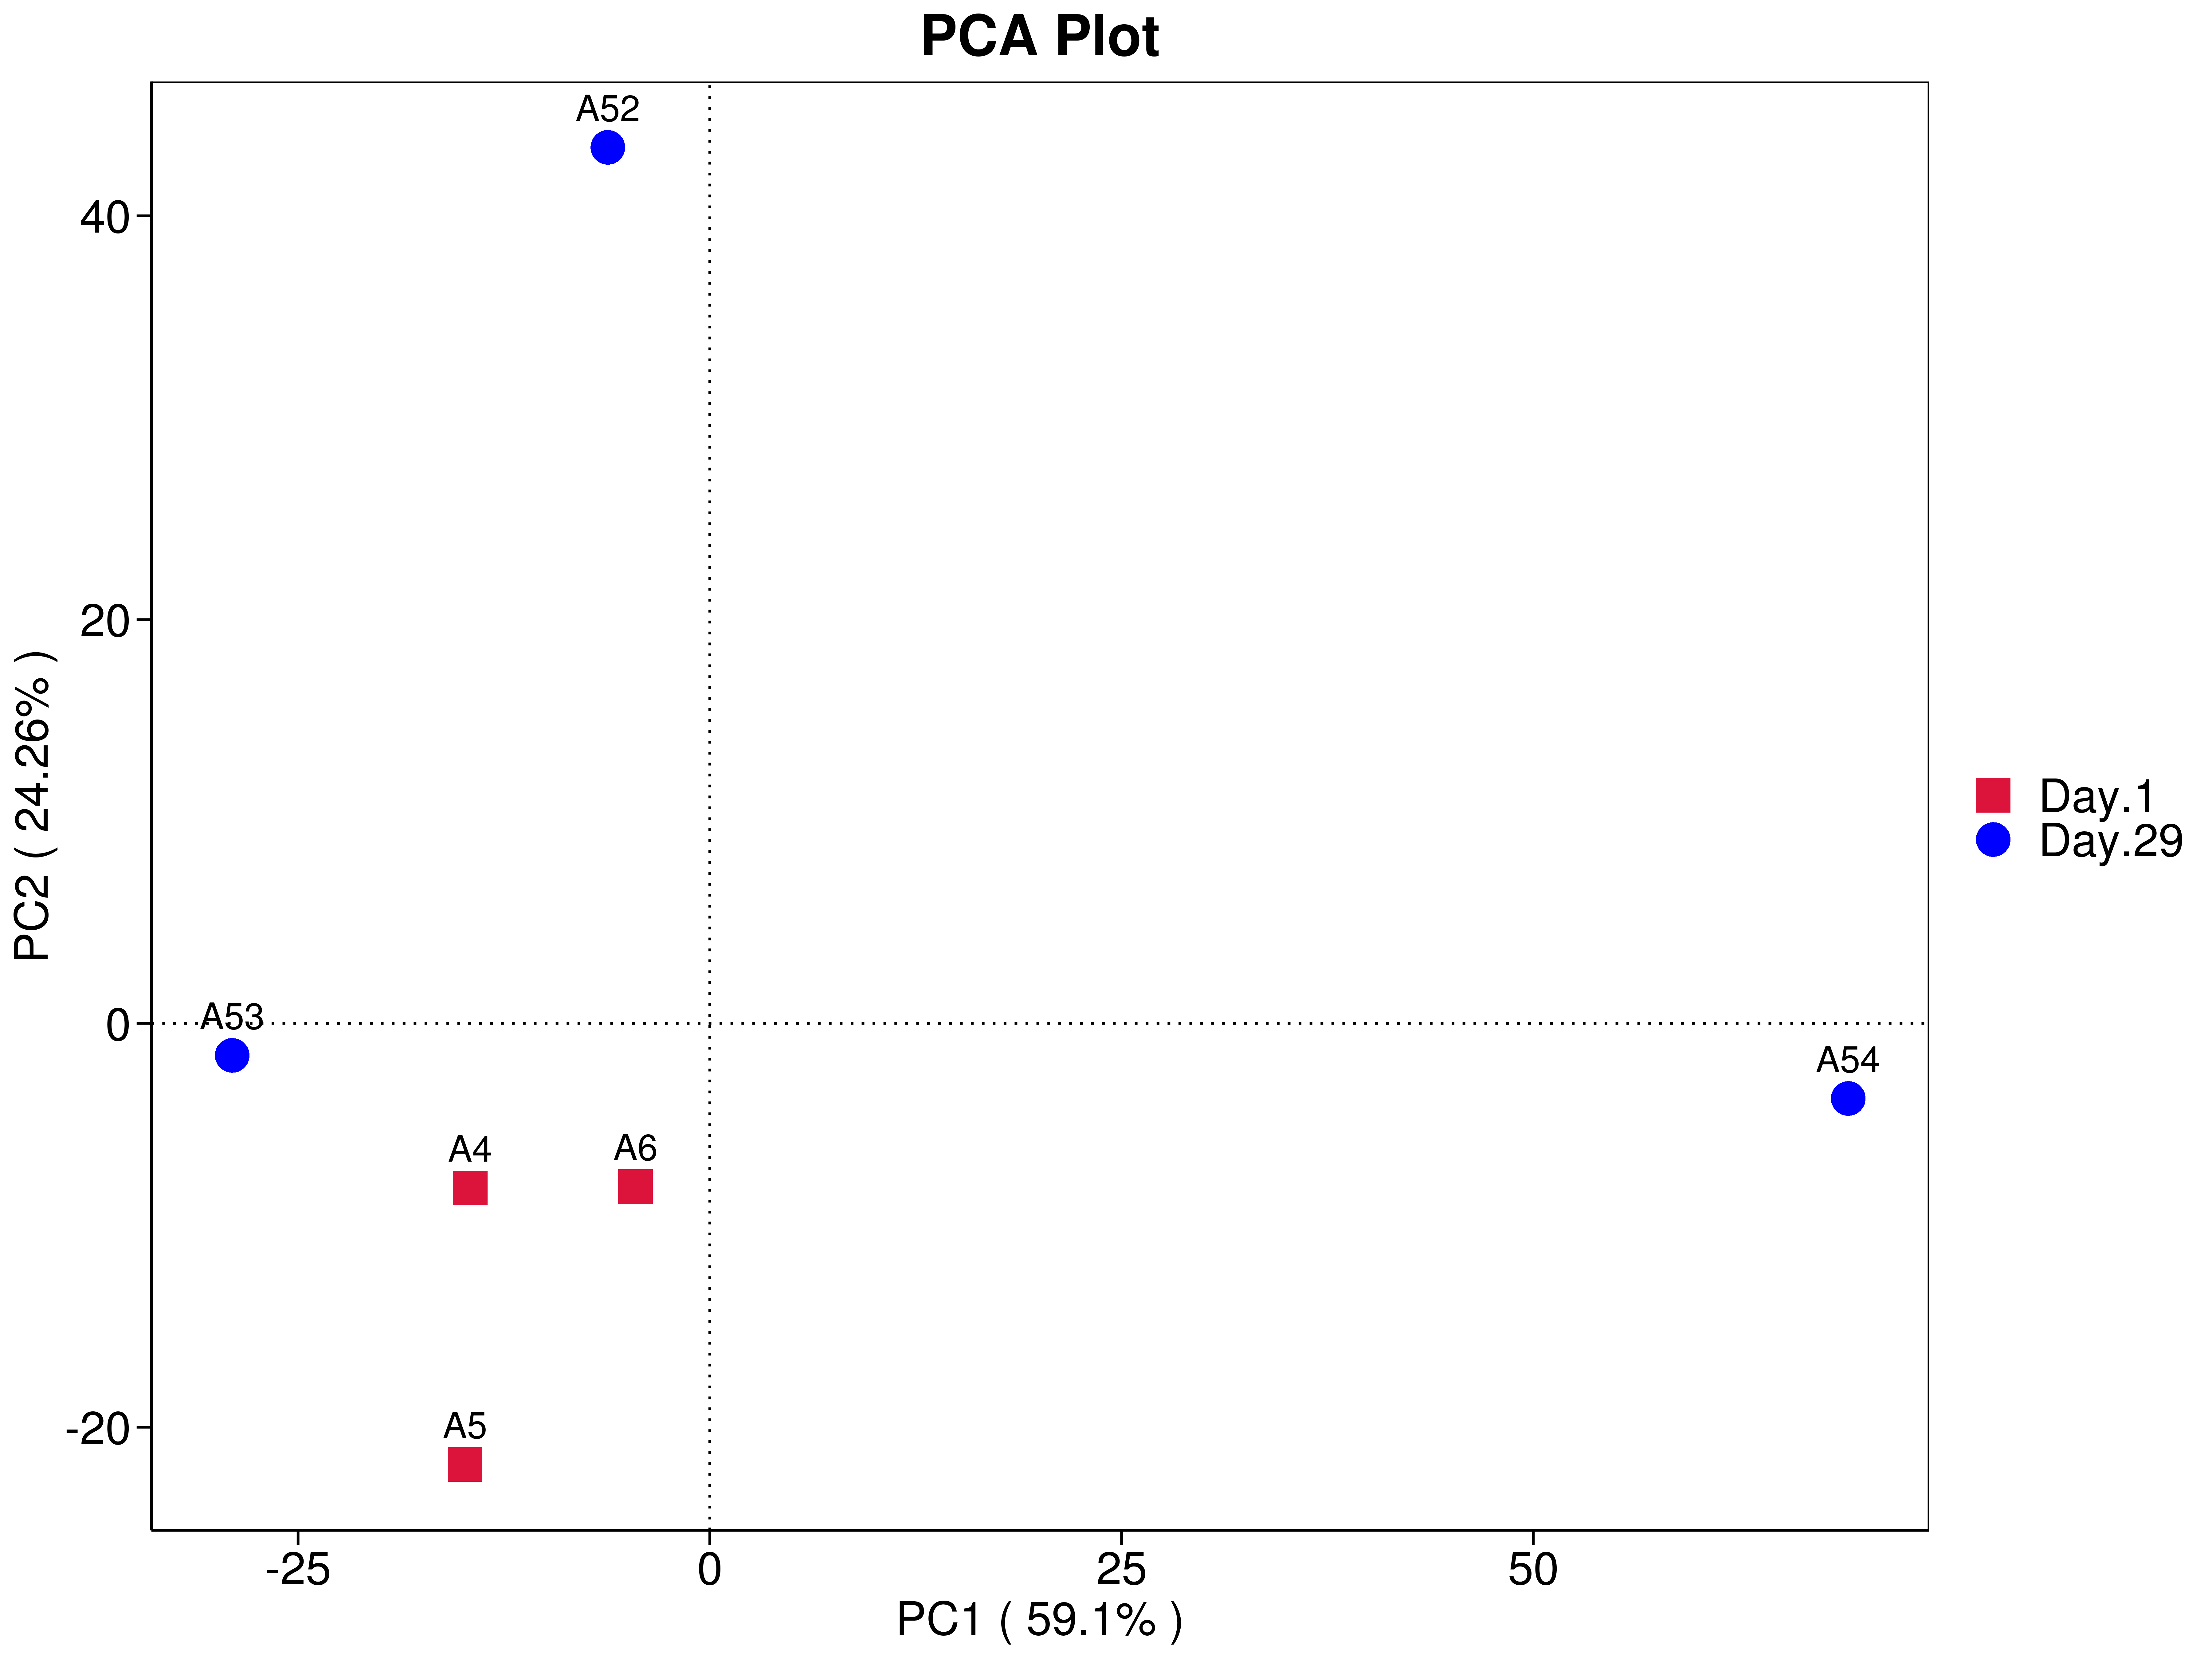 PCA Plot
A52
40
20
PC2 ( 24.26% )
Day.1
Day.29
A53
0
A54
A4
A6
A5
-20
-25
0
25
50
PC1 ( 59.1% )